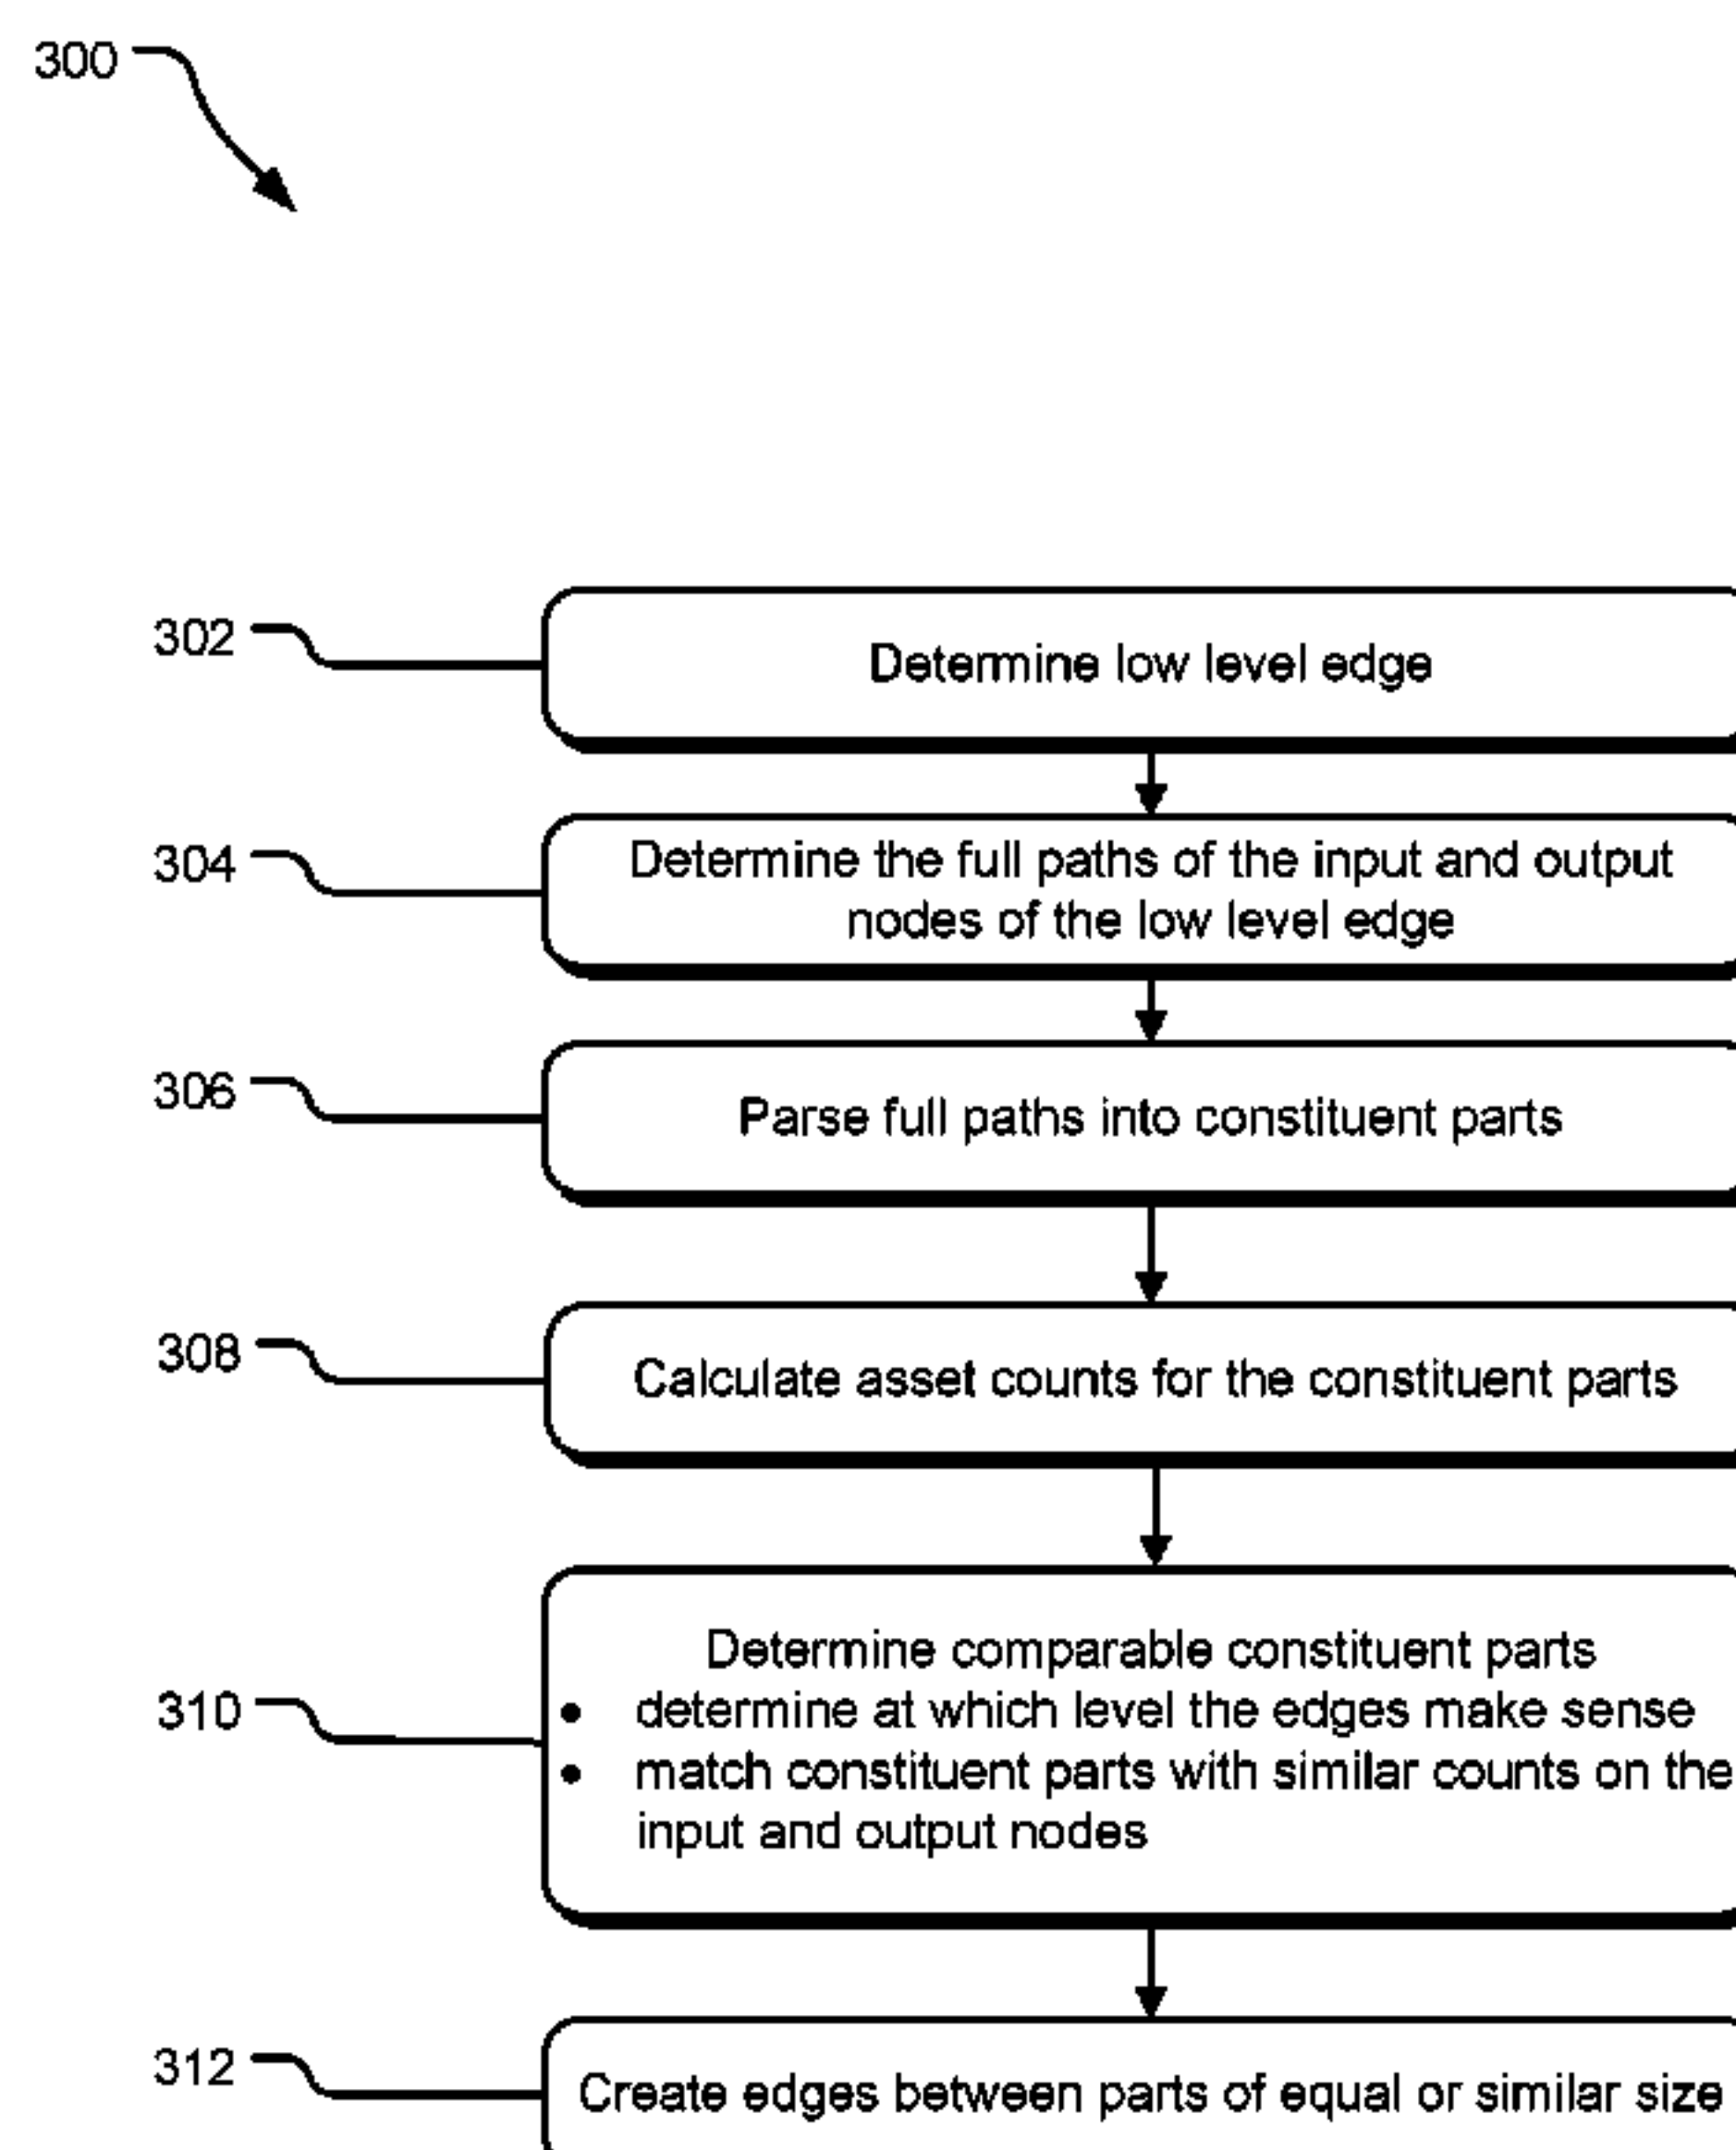 300
302
Determine low level edge
304
Determine the full paths of the input and output
nodes of the low level edge
306
Parse full paths into constituent parts
308
Calculate asset counts for the constituent parts
310
Determine comparable constituent parts
• determine at which level the edges make sense
• match constituent parts with similar counts on the
input and output nodes
312
Create edges between parts of equal or similar size